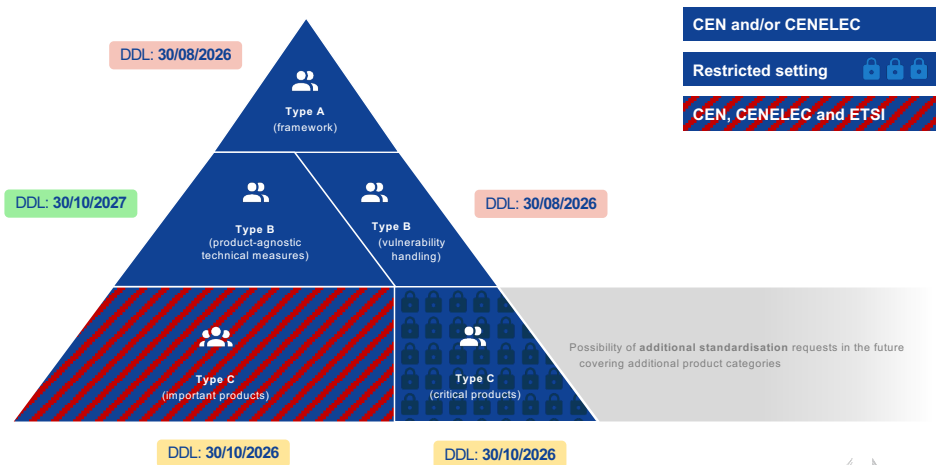 CEN and/or CENELEC
DDL: 30/08/2026
Restricted setting
Type A
(framework)
CEN, CENELEC and ETSI
DDL: 30/10/2027
DDL: 30/08/2026
Type B
(product-agnostic
technical measures)
Type B
(vulnerability
handling)
Possibility of additional standardisation requests in the future
covering additional product categories
Type C
(important products)
Type C
(critical products)
DDL: 30/10/2026
DDL: 30/10/2026